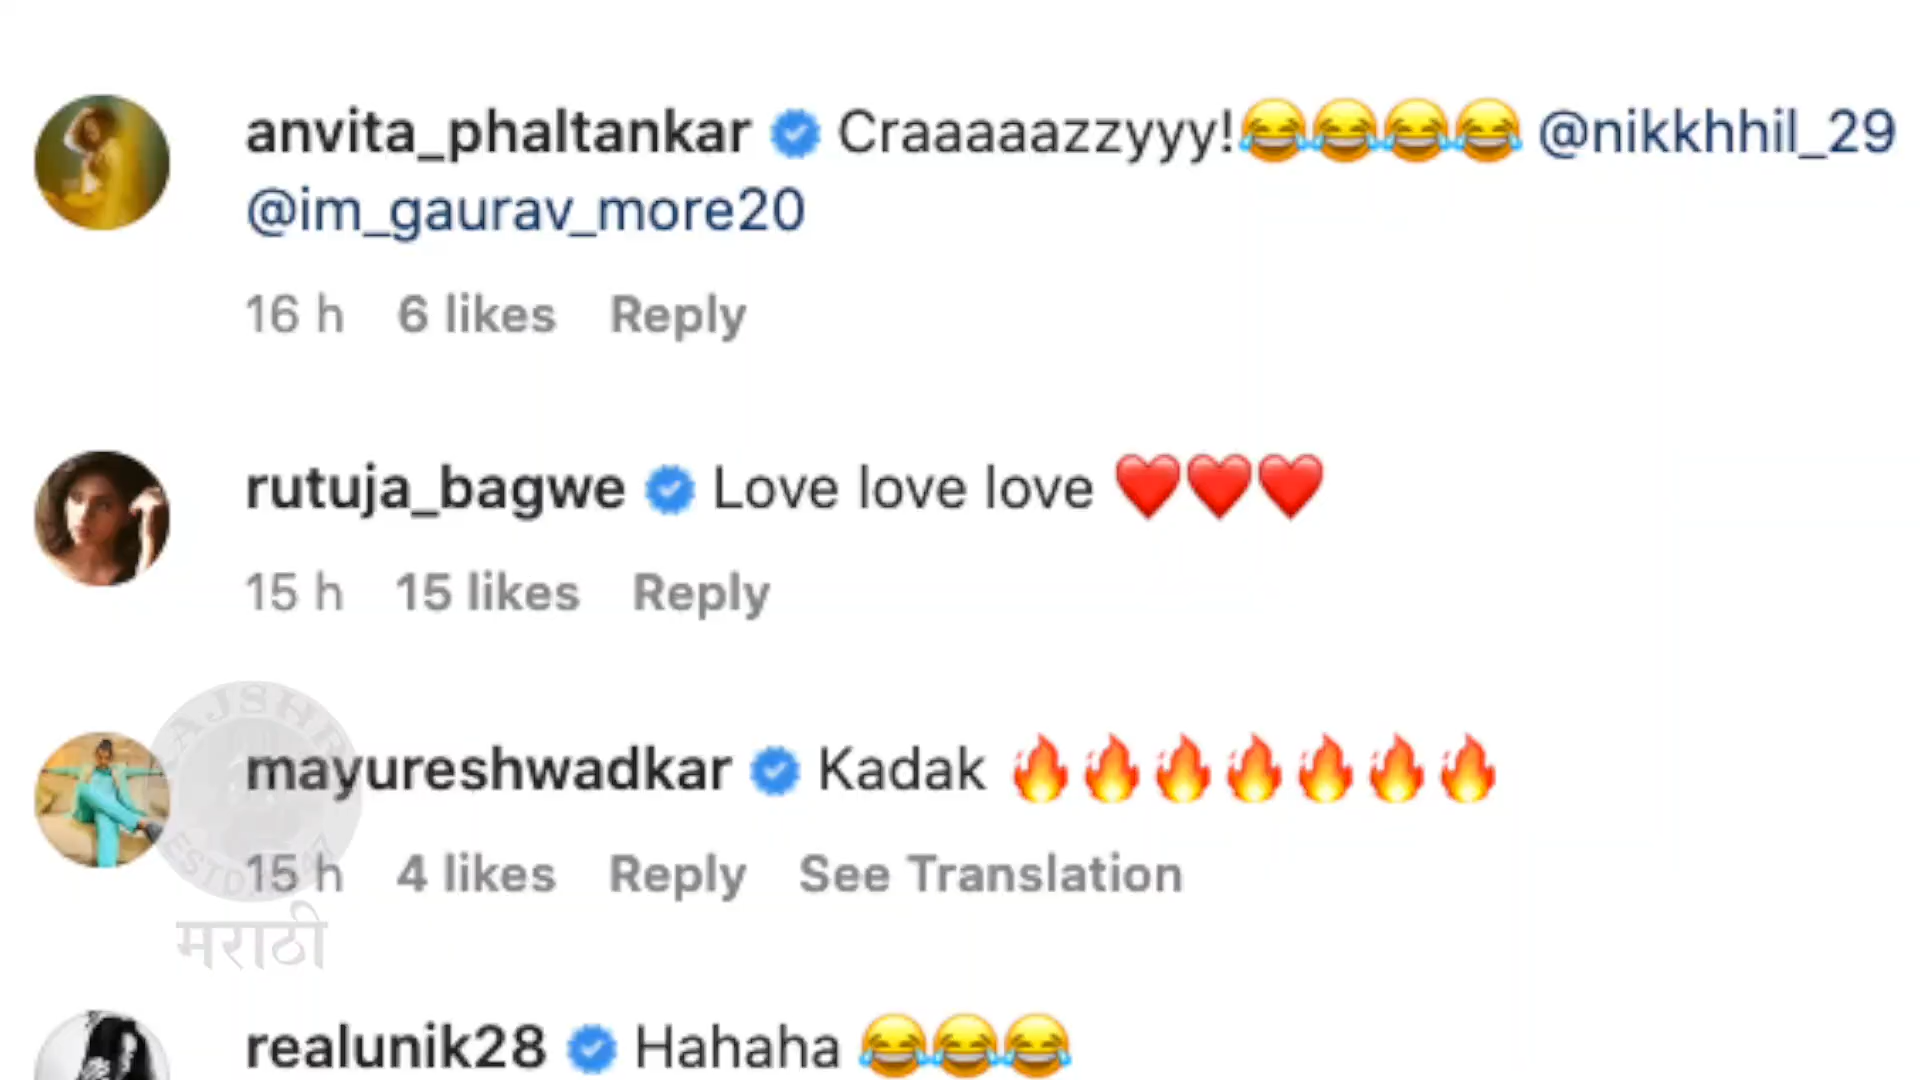 anvita_phaltankar Craaaaazzyyy!😂😂😂😂 @nikkhhil_29
@im_gaurav_more20
16 h 6 likes Reply
rutuja_bagwe Love love love ❤️❤️❤️
15 h 15 likes Reply
mayureshwadkar Kadak 🔥🔥🔥🔥🔥🔥🔥
15 h 4 likes Reply See Translation
मराठी
realunik28 Hahaha 😂😂😂